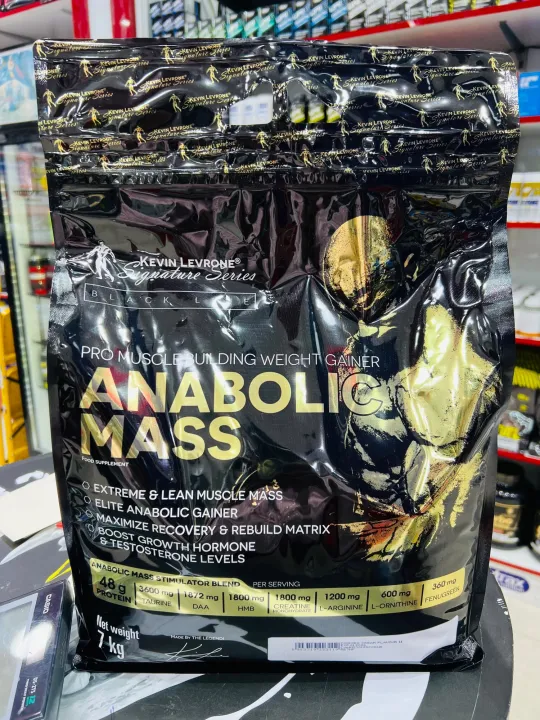 KEVIN LEVRONE®
Signature Series
BLACK LINE
PRO MUSCLE BUILDING WEIGHT GAINER
ANABOLIC
MASS
FOOD SUPPLEMENT
EXTREME & LEAN MUSCLE MASS
ELITE ANABOLIC GAINER
MAXIMIZE RECOVERY & REBUILD MATRIX
BOOST GROWTH HORMONE
& TESTOSTERONE LEVELS
ANABOLIC MASS STIMULATOR BLEND PER SERVING
48 g PROTEIN
3600 mg TAURINE
1872 mg DAA
1800 mg HMB
1800 mg CREATINE MONOHYDRATE
1200 mg L-ARGININE
600 mg L-ORNITHINE
360 mg FENUGREEK
Net weight
7 kg
MADE BY THE LEGEND
CASIO